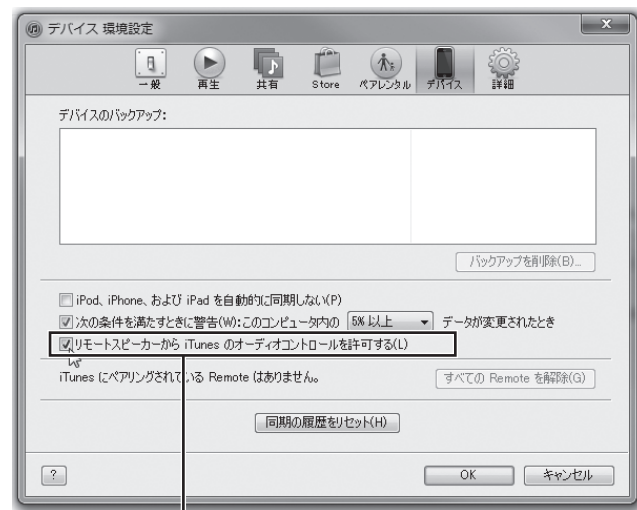 デバイス 環境設定
一般 再生 共有 Store ペアレンタル デバイス 詳細
デバイスのバックアップ:
バックアップを削除(B)...
iPod、iPhone、および iPad を自動的に同期しない(P)
次の条件を満たすときに警告(W):このコンピュータ内の 5% 以上 データが変更されたとき
リモートスピーカーから iTunes のオーディオコントロールを許可する(L)
iTunes にペアリングされている Remote はありません。 すべての Remote を解除(G)
同期の履歴をリセット(H)
? OK キャンセル